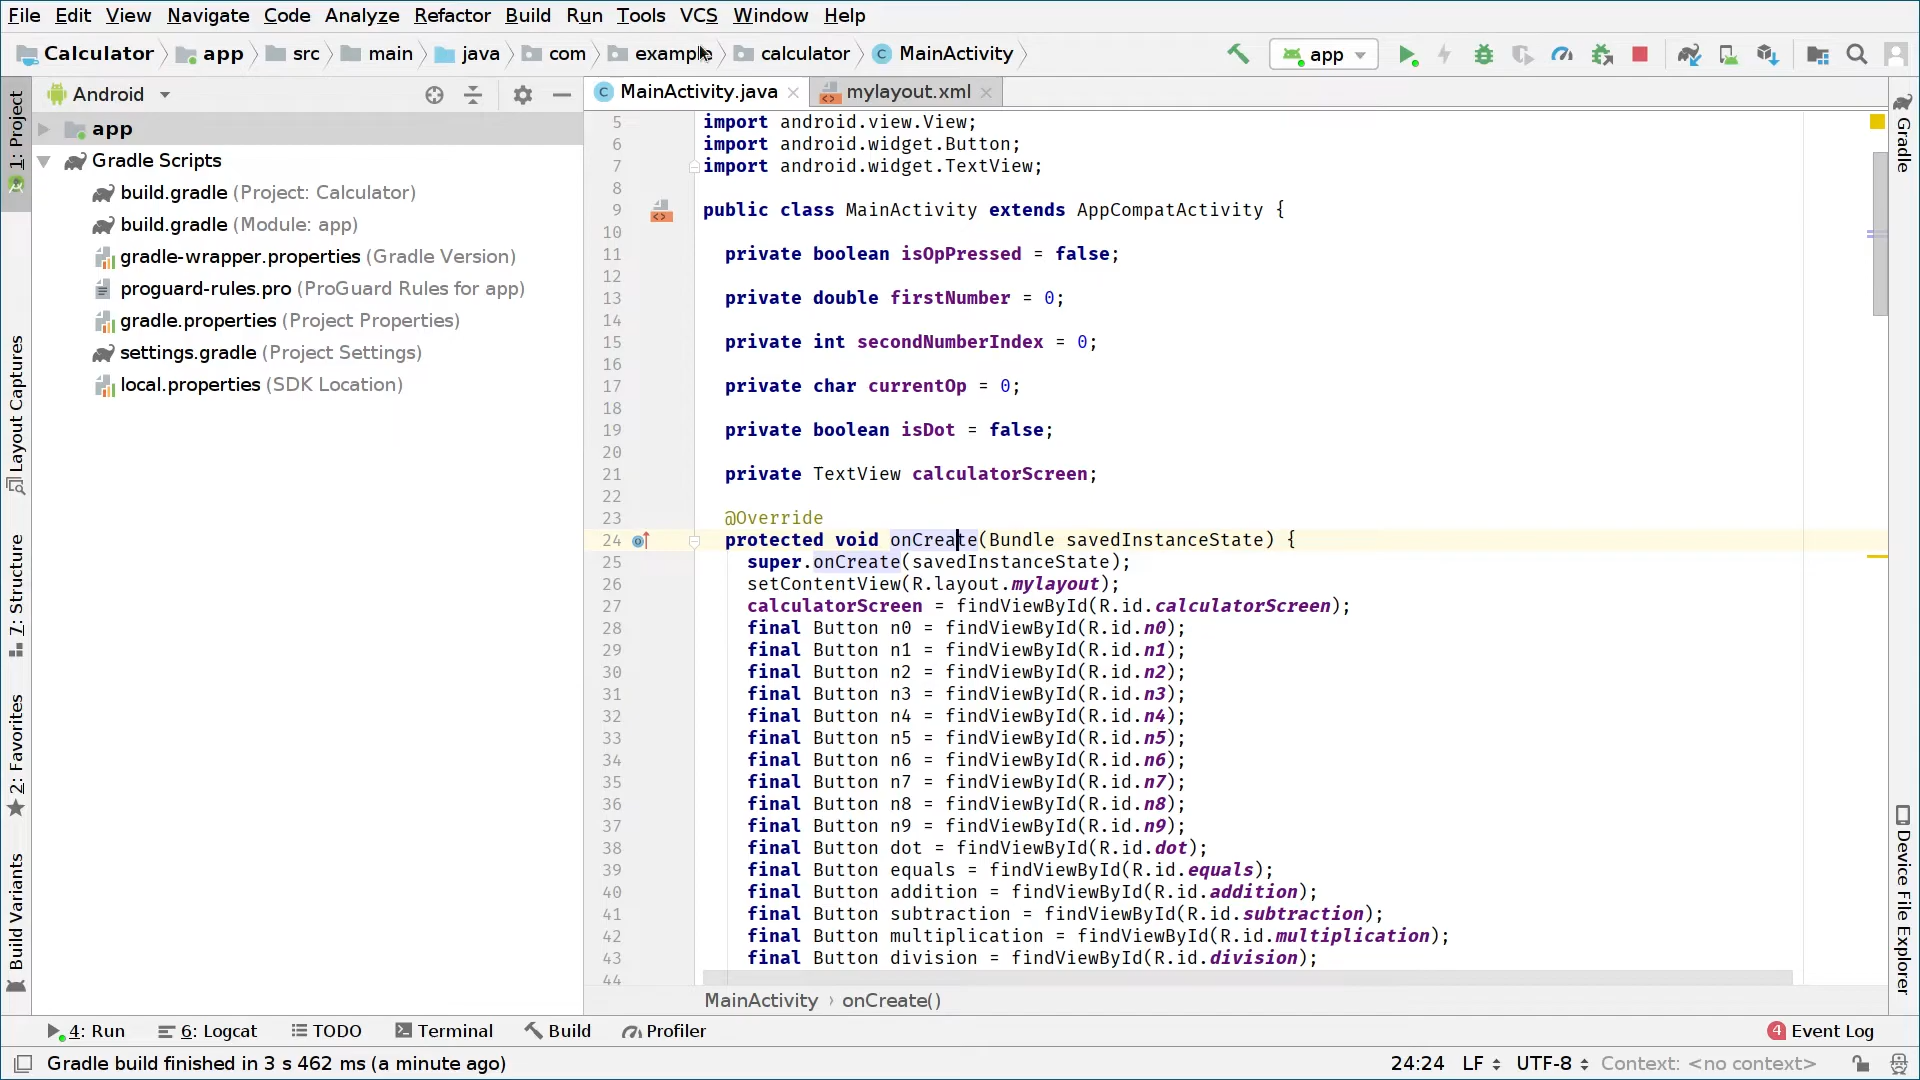 File Edit View Navigate Code Analyze Refactor Build Run Tools VCS Window Help
Calculator app src main java com example calculator MainActivity app
Android
app
Gradle Scripts
build.gradle (Project: Calculator)
build.gradle (Module: app)
gradle-wrapper.properties (Gradle Version)
proguard-rules.pro (ProGuard Rules for app)
gradle.properties (Project Properties)
settings.gradle (Project Settings)
local.properties (SDK Location)
1: Project
Layout Captures
7: Structure
2: Favorites
Build Variants
MainActivity.java mylayout.xml
5 import android.view.View;
6 import android.widget.Button;
7 import android.widget.TextView;
8
9 public class MainActivity extends AppCompatActivity {
10
11 private boolean isOpPressed = false;
12
13 private double firstNumber = 0;
14
15 private int secondNumberIndex = 0;
16
17 private char currentOp = 0;
18
19 private boolean isDot = false;
20
21 private TextView calculatorScreen;
22
23 @Override
24 protected void onCreate(Bundle savedInstanceState) {
25 super.onCreate(savedInstanceState);
26 setContentView(R.layout.mylayout);
27 calculatorScreen = findViewById(R.id.calculatorScreen);
28 final Button n0 = findViewById(R.id.n0);
29 final Button n1 = findViewById(R.id.n1);
30 final Button n2 = findViewById(R.id.n2);
31 final Button n3 = findViewById(R.id.n3);
32 final Button n4 = findViewById(R.id.n4);
33 final Button n5 = findViewById(R.id.n5);
34 final Button n6 = findViewById(R.id.n6);
35 final Button n7 = findViewById(R.id.n7);
36 final Button n8 = findViewById(R.id.n8);
37 final Button n9 = findViewById(R.id.n9);
38 final Button dot = findViewById(R.id.dot);
39 final Button equals = findViewById(R.id.equals);
40 final Button addition = findViewById(R.id.addition);
41 final Button subtraction = findViewById(R.id.subtraction);
42 final Button multiplication = findViewById(R.id.multiplication);
43 final Button division = findViewById(R.id.division);
44
MainActivity › onCreate()
Gradle
Device File Explorer
4: Run 6: Logcat TODO Terminal Build Profiler 4 Event Log
Gradle build finished in 3 s 462 ms (a minute ago) 24:24 LF UTF-8 Context: <no context>